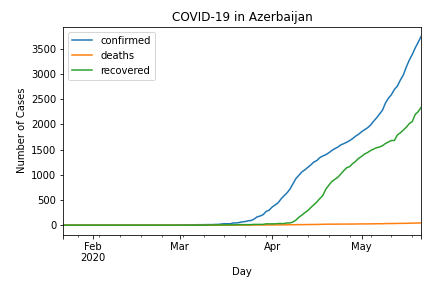 COVID-19 in Azerbaijan
confirmed
deaths
recovered
Number of Cases
3500
3000
2500
2000
1500
1000
500
0
Feb
2020
Mar
Apr
May
Day